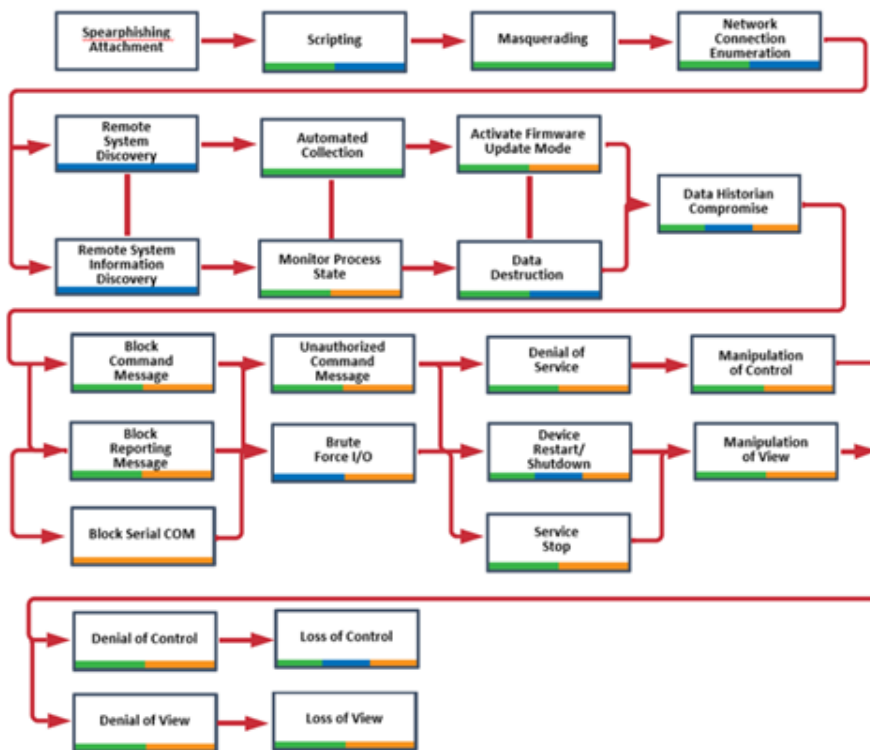 Spearphishing
Attachment
Scripting
Masquerading
Network
Connection
Enumeration
Remote
System
Discovery
Automated
Collection
Activate Firmware
Update Mode
Data Historian
Compromise
Remote System
Information
Discovery
Monitor Process
State
Data
Destruction
Block
Command
Message
Unauthorized
Command
Message
Denial of
Service
Manipulation
of Control
Block
Reporting
Message
Brute
Force I/O
Device
Restart/
Shutdown
Manipulation
of View
Block Serial COM
Service
Stop
Denial of Control
Loss of Control
Denial of View
Loss of View